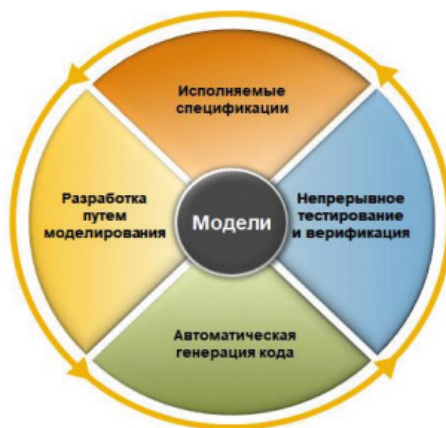 Исполняемые
спецификации
Разработка
путем
моделирования
Модели
Непрерывное
тестирование
и верификация
Автоматическая
генерация кода